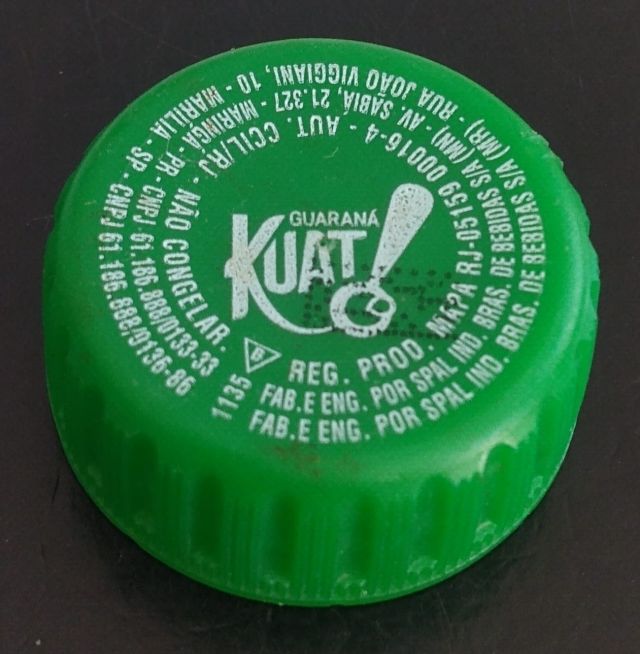 GUARANÁ
KUAT!
REG. PROD. MAPA RJ-05159 00016-4 - AUT. CCIL/RJ * NÃO CONGELAR.
FAB.E ENG. POR SPAL IND. BRAS. DE BEBIDAS S/A (MN) - AV. SABIÁ, 21.327 - MARINGÁ - PR - CNPJ 61.186.888/0133-33
FAB.E ENG. POR SPAL IND. BRAS. DE BEBIDAS S/A (MR) - RUA JOÃO VIGGIANI, 10 - MARÍLIA - SP - CNPJ 61.186.888/0136-86
1135
B